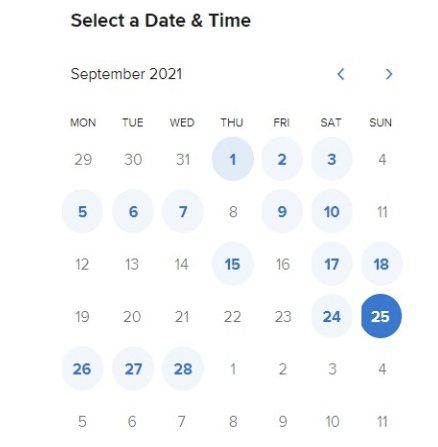 Select a Date & Time
September 2021
MON TUE WED THU FRI SAT SUN
29 30 31 1 2 3 4
5 6 7 8 9 10 11
12 13 14 15 16 17 18
19 20 21 22 23 24 25
26 27 28 1 2 3 4
5 6 7 8 9 10 11